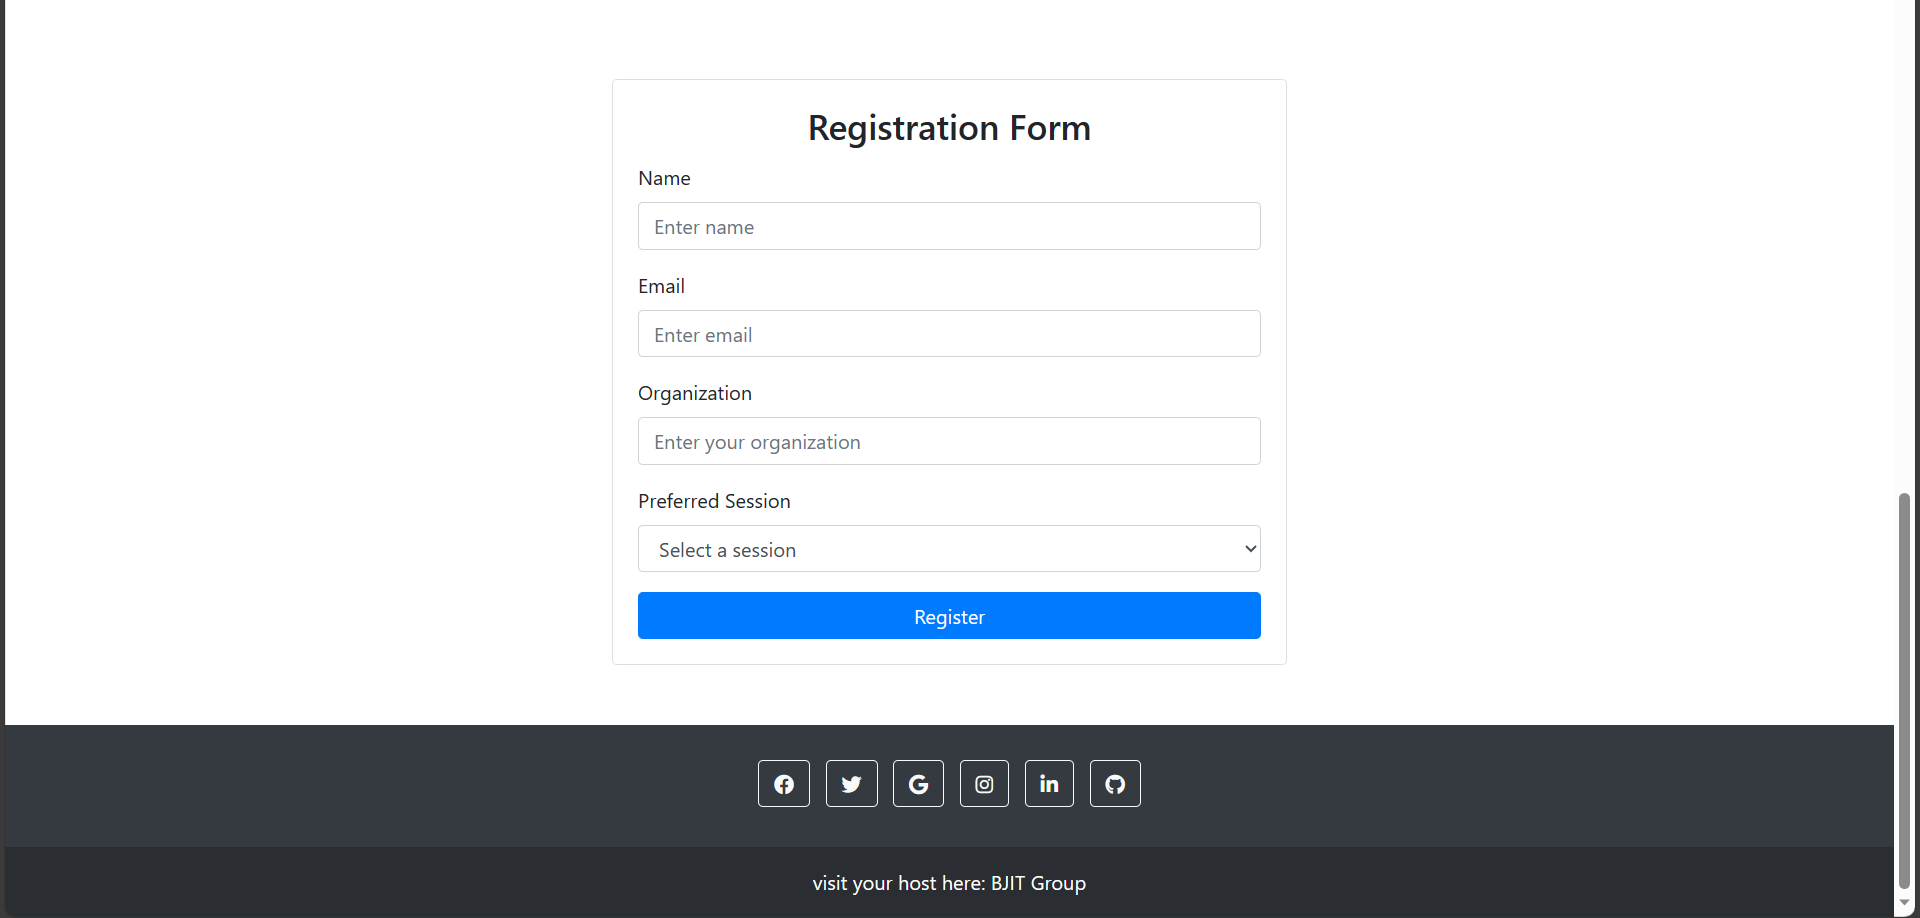 Registration Form
Name
Enter name
Email
Enter email
Organization
Enter your organization
Preferred Session
Select a session
Register
visit your host here: BJIT Group